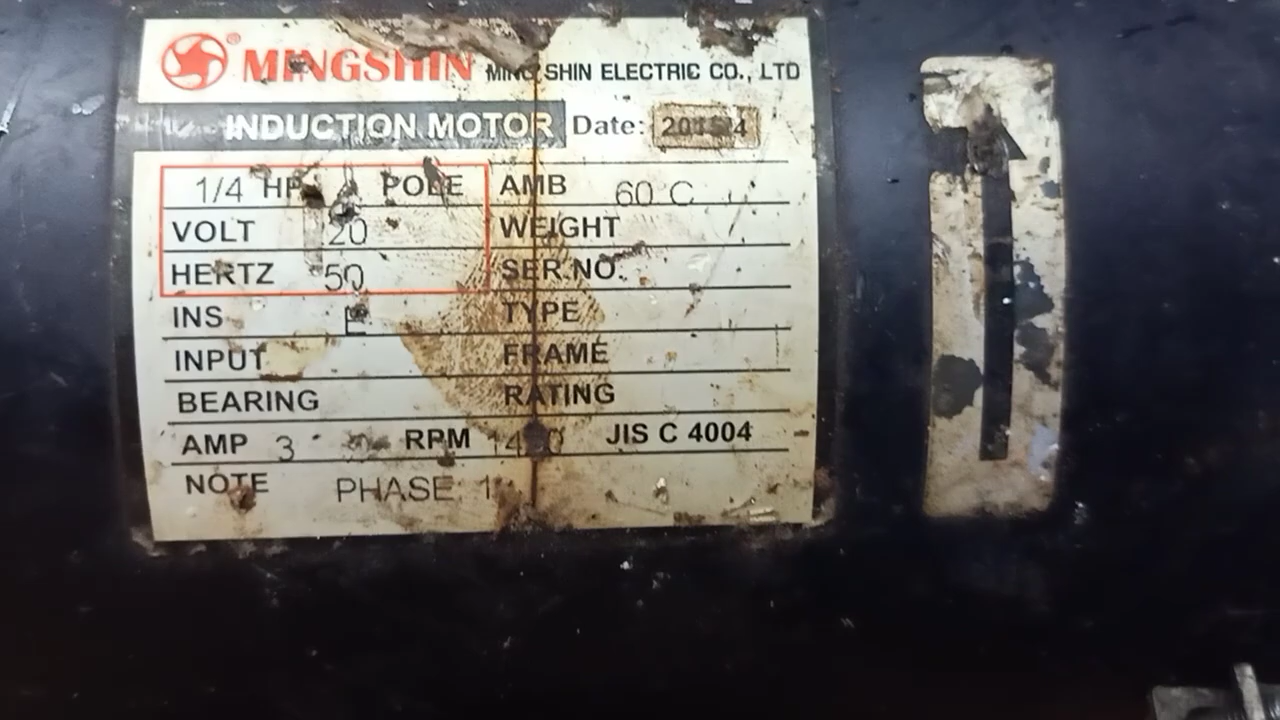 MINGSHIN MING SHIN ELECTRIC CO., LTD
INDUCTION MOTOR Date:
1/4 HP POLE AMB 60°C
VOLT WEIGHT
HERTZ 50 SER.NO.
INS E TYPE
INPUT FRAME
BEARING RATING
AMP 3 RPM JIS C 4004
NOTE PHASE 1